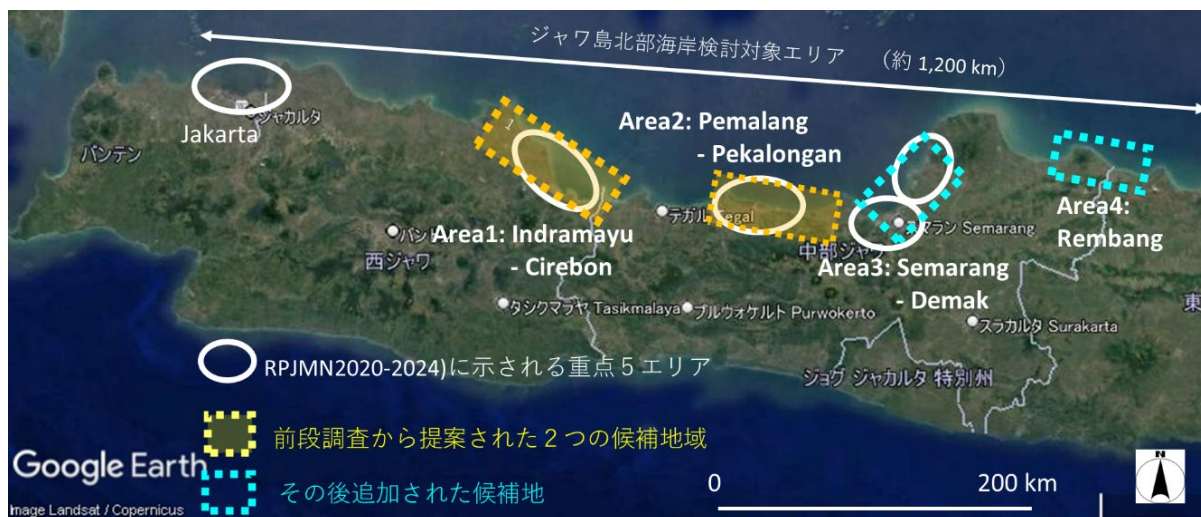 ジャワ島北部海岸検討対象エリア （約 1,200 km）
ジャカルタ
Jakarta
バンテン
1
Area1: Indramayu
- Cirebon
Area2: Pemalang
- Pekalongan
テガル Tegal
バンドン
西ジャワ
タシクマラヤ Tasikmalaya
プルウォケルト Purwokerto
中部ジャワ
スマラン Semarang
Area3: Semarang
- Demak
Area4:
Rembang
スラカルタ Surakarta
東
ジョグ ジャカルタ 特別州
RPJMN2020-2024)に示される重点５エリア
前段調査から提案された２つの候補地域
その後追加された候補地
Google Earth
Image Landsat / Copernicus
0
200 km